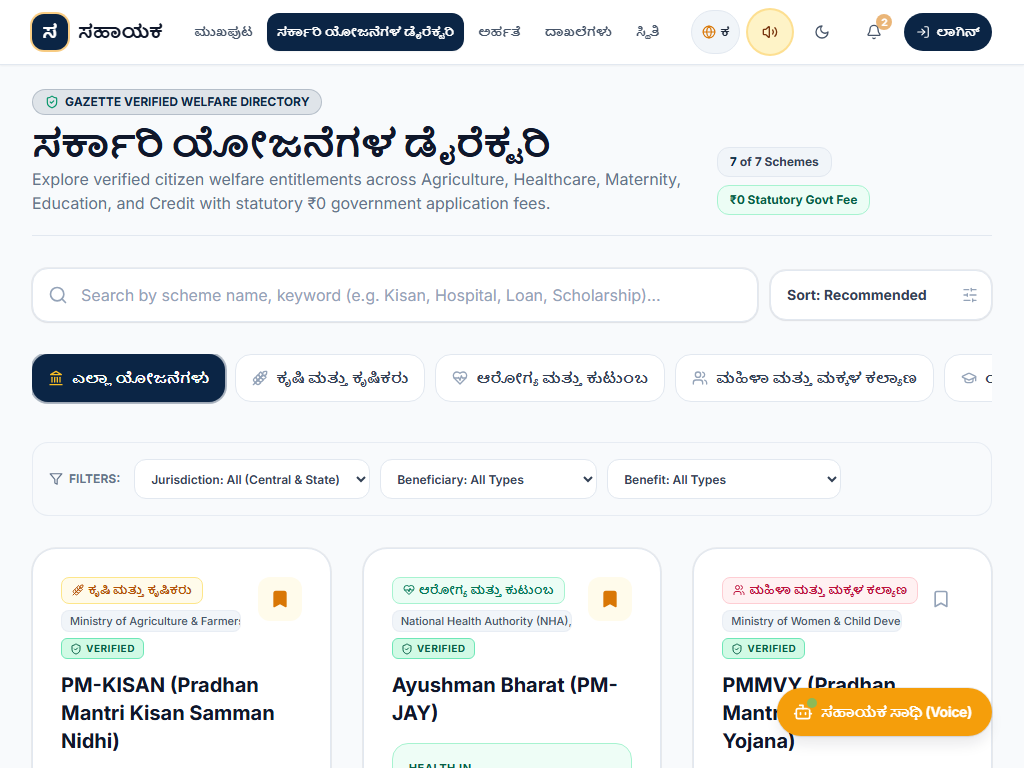 ಸ ಸಹಾಯಕ ಮುಖಪುಟ ಸರ್ಕಾರಿ ಯೋಜನೆಗಳ ಡೈರೆಕ್ಟರಿ ಅರ್ಹತೆ ದಾಖಲೆಗಳು ಸ್ಥಿತಿ ಕ 2 ಲಾಗಿನ್
GAZETTE VERIFIED WELFARE DIRECTORY
ಸರ್ಕಾರಿ ಯೋಜನೆಗಳ ಡೈರೆಕ್ಟರಿ
Explore verified citizen welfare entitlements across Agriculture, Healthcare, Maternity,
Education, and Credit with statutory ₹0 government application fees.
7 of 7 Schemes
₹0 Statutory Govt Fee
Search by scheme name, keyword (e.g. Kisan, Hospital, Loan, Scholarship)...
Sort: Recommended
ಎಲ್ಲಾ ಯೋಜನೆಗಳು ಕೃಷಿ ಮತ್ತು ಕೃಷಿಕರು ಆರೋಗ್ಯ ಮತ್ತು ಕುಟುಂಬ ಮಹಿಳಾ ಮತ್ತು ಮಕ್ಕಳ ಕಲ್ಯಾಣ
FILTERS: Jurisdiction: All (Central & State) Beneficiary: All Types Benefit: All Types
ಕೃಷಿ ಮತ್ತು ಕೃಷಿಕರು
Ministry of Agriculture & Farmers
VERIFIED
PM-KISAN (Pradhan
Mantri Kisan Samman
Nidhi)
ಆರೋಗ್ಯ ಮತ್ತು ಕುಟುಂಬ
National Health Authority (NHA),
VERIFIED
Ayushman Bharat (PM-
JAY)
HEALTH IN
ಮಹಿಳಾ ಮತ್ತು ಮಕ್ಕಳ ಕಲ್ಯಾಣ
Ministry of Women & Child Deve
VERIFIED
PMMVY (Pradhan
Mantr
Yojana)
ಸಹಾಯಕ ಸಾಥಿ (Voice)